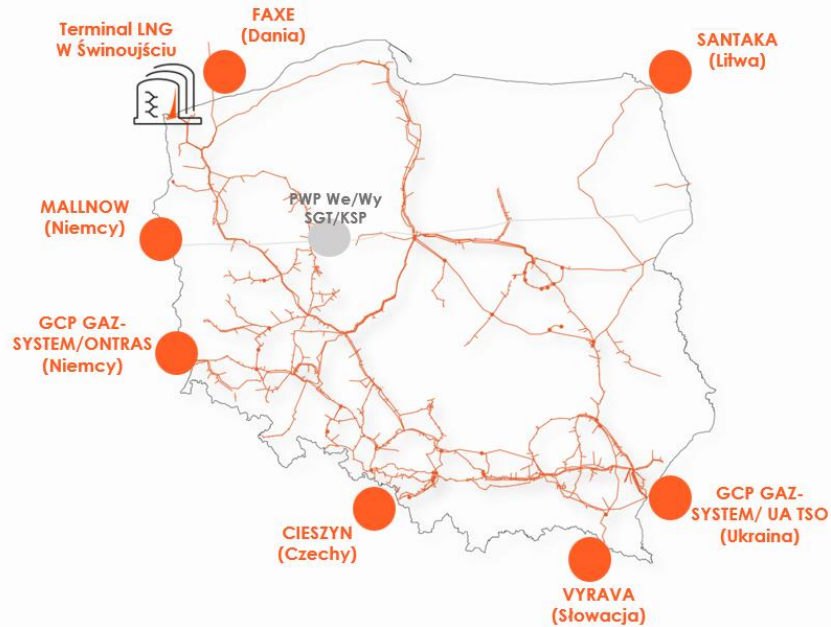 FAXE
(Dania)
Terminal LNG
W Świnoujściu
SANTAKA
(Litwa)
MALLNOW
(Niemcy)
PWP We/Wy
SGT/KSP
GCP GAZ-
SYSTEM/ONTRAS
(Niemcy)
GCP GAZ-
SYSTEM/ UA TSO
(Ukraina)
CIESZYN
(Czechy)
VYRAVA
(Słowacja)